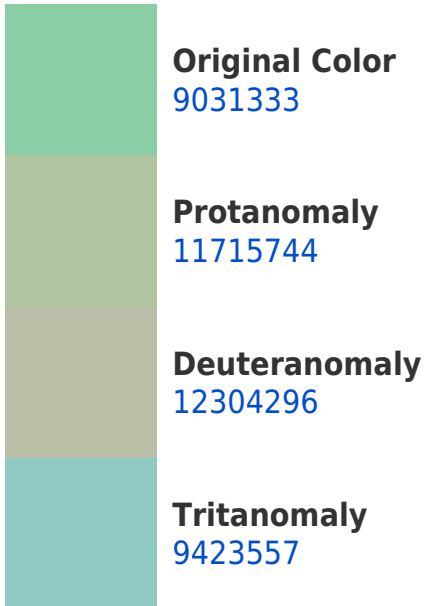 Original Color
9031333
Protanomaly
11715744
Deuteranomaly
12304296
Tritanomaly
9423557